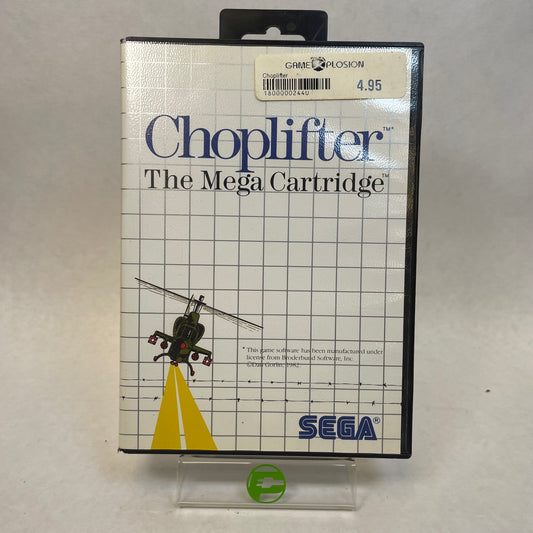 GAMEXPLOSION
Choplifter
18000002440
4.95
Choplifter™*
The Mega Cartridge™
* This game software has been manufactured under
license from Broderbund Software, Inc.
©Dan Gorlin, 1982
SEGA®